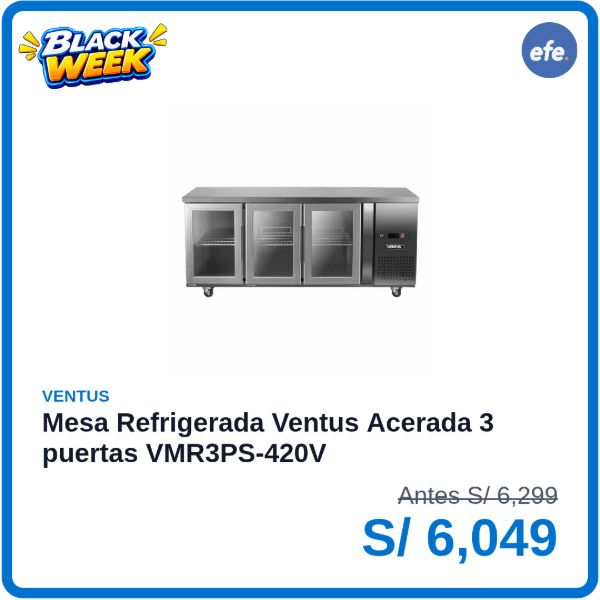 BLACK
WEEK
efe.
VENTUS
Mesa Refrigerada Ventus Acerada 3
puertas VMR3PS-420V
Antes S/ 6,299
S/ 6,049